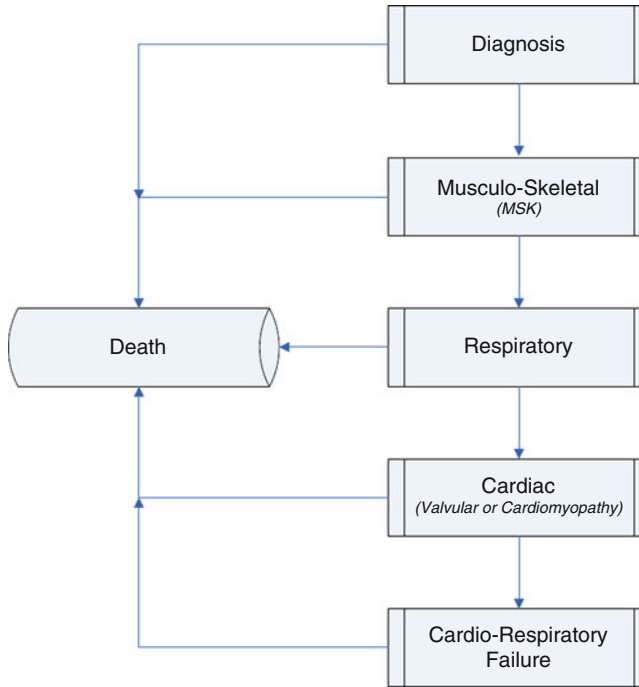 Diagnosis
Musculo-Skeletal
(MSK)
Death
Respiratory
Cardiac
(Valvular or Cardiomyopathy)
Cardio-Respiratory
Failure